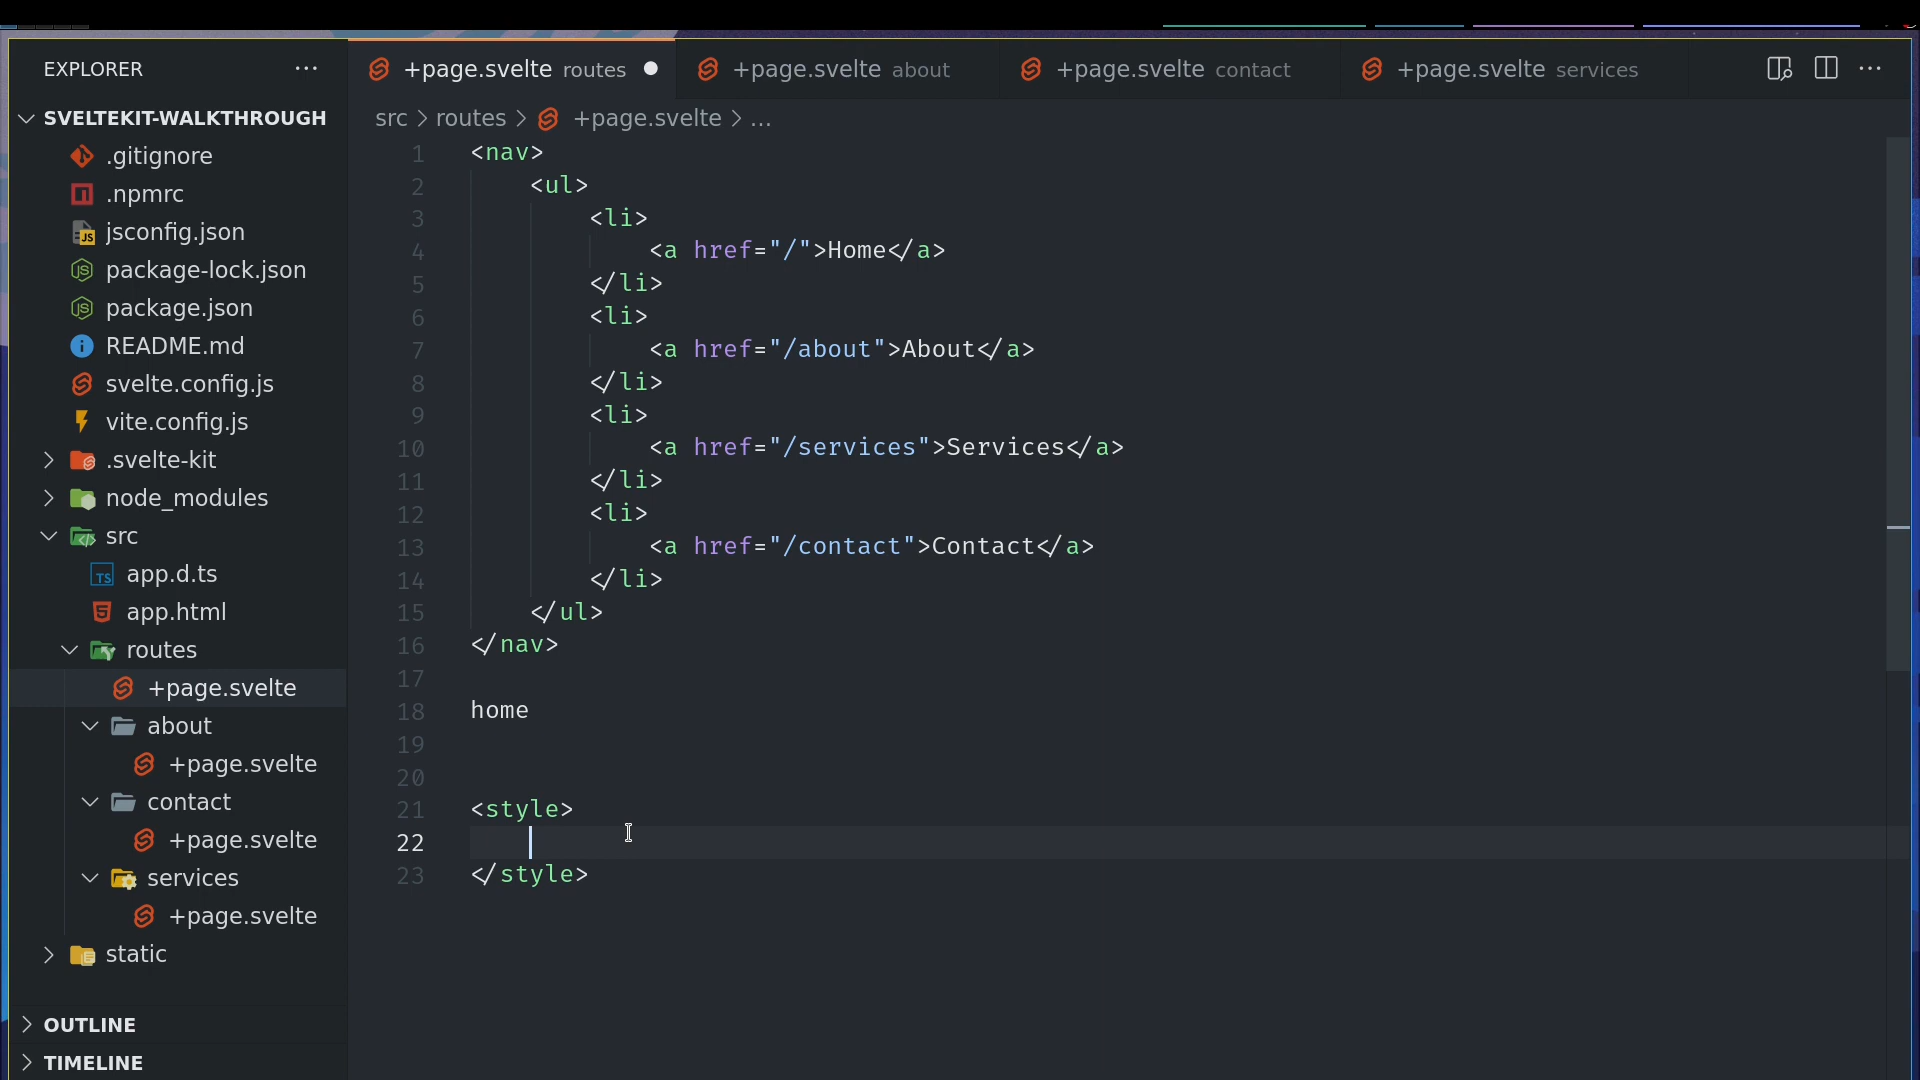 EXPLORER
SVELTEKIT-WALKTHROUGH
.gitignore
.npmrc
jsconfig.json
package-lock.json
package.json
README.md
svelte.config.js
vite.config.js
.svelte-kit
node_modules
src
app.d.ts
app.html
routes
+page.svelte
about
+page.svelte
contact
+page.svelte
services
+page.svelte
static
OUTLINE
TIMELINE
+page.svelte routes
+page.svelte about
+page.svelte contact
+page.svelte services
src > routes > +page.svelte > ...
1 <nav>
2 <ul>
3 <li>
4 <a href="/">Home</a>
5 </li>
6 <li>
7 <a href="/about">About</a>
8 </li>
9 <li>
10 <a href="/services">Services</a>
11 </li>
12 <li>
13 <a href="/contact">Contact</a>
14 </li>
15 </ul>
16 </nav>
17
18 home
19
20
21 <style>
22
23 </style>